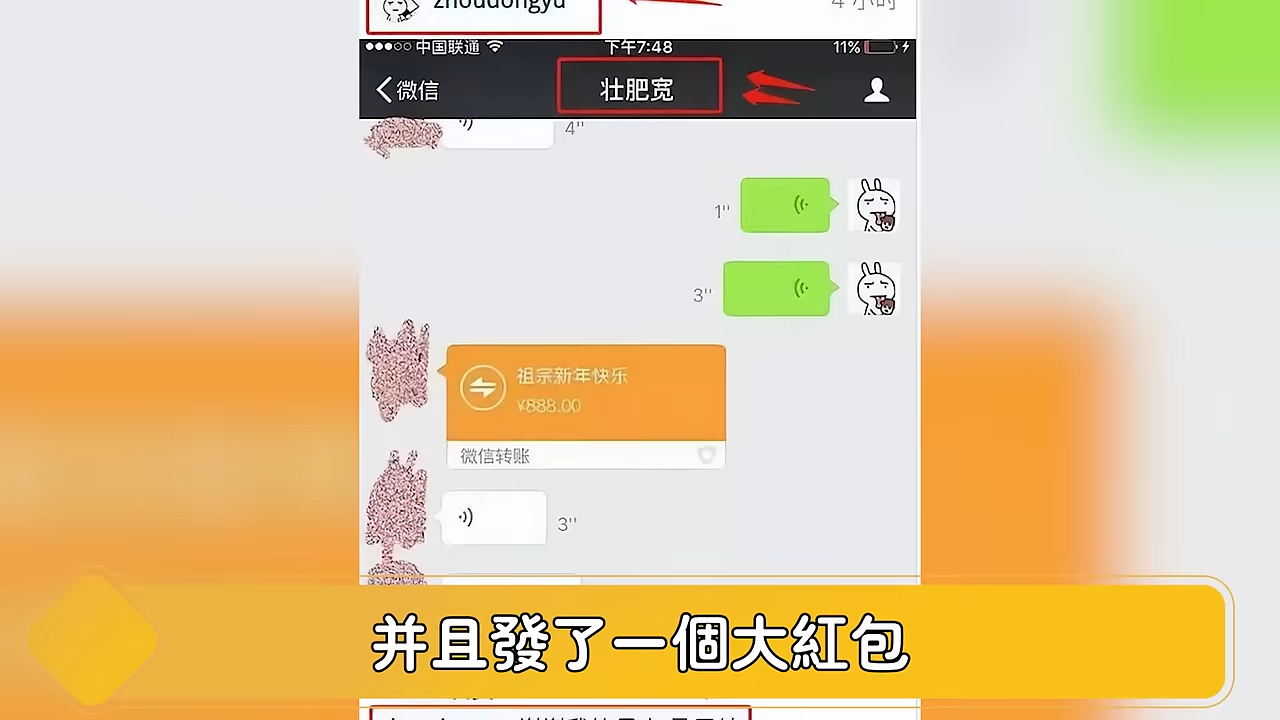 zhoudongyu
4 小时
中国联通 下午7:48 11%
微信 壮肥宽
4''
1''
3''
祖宗新年快乐
¥888.00
微信转账
3''
并且發了一個大紅包